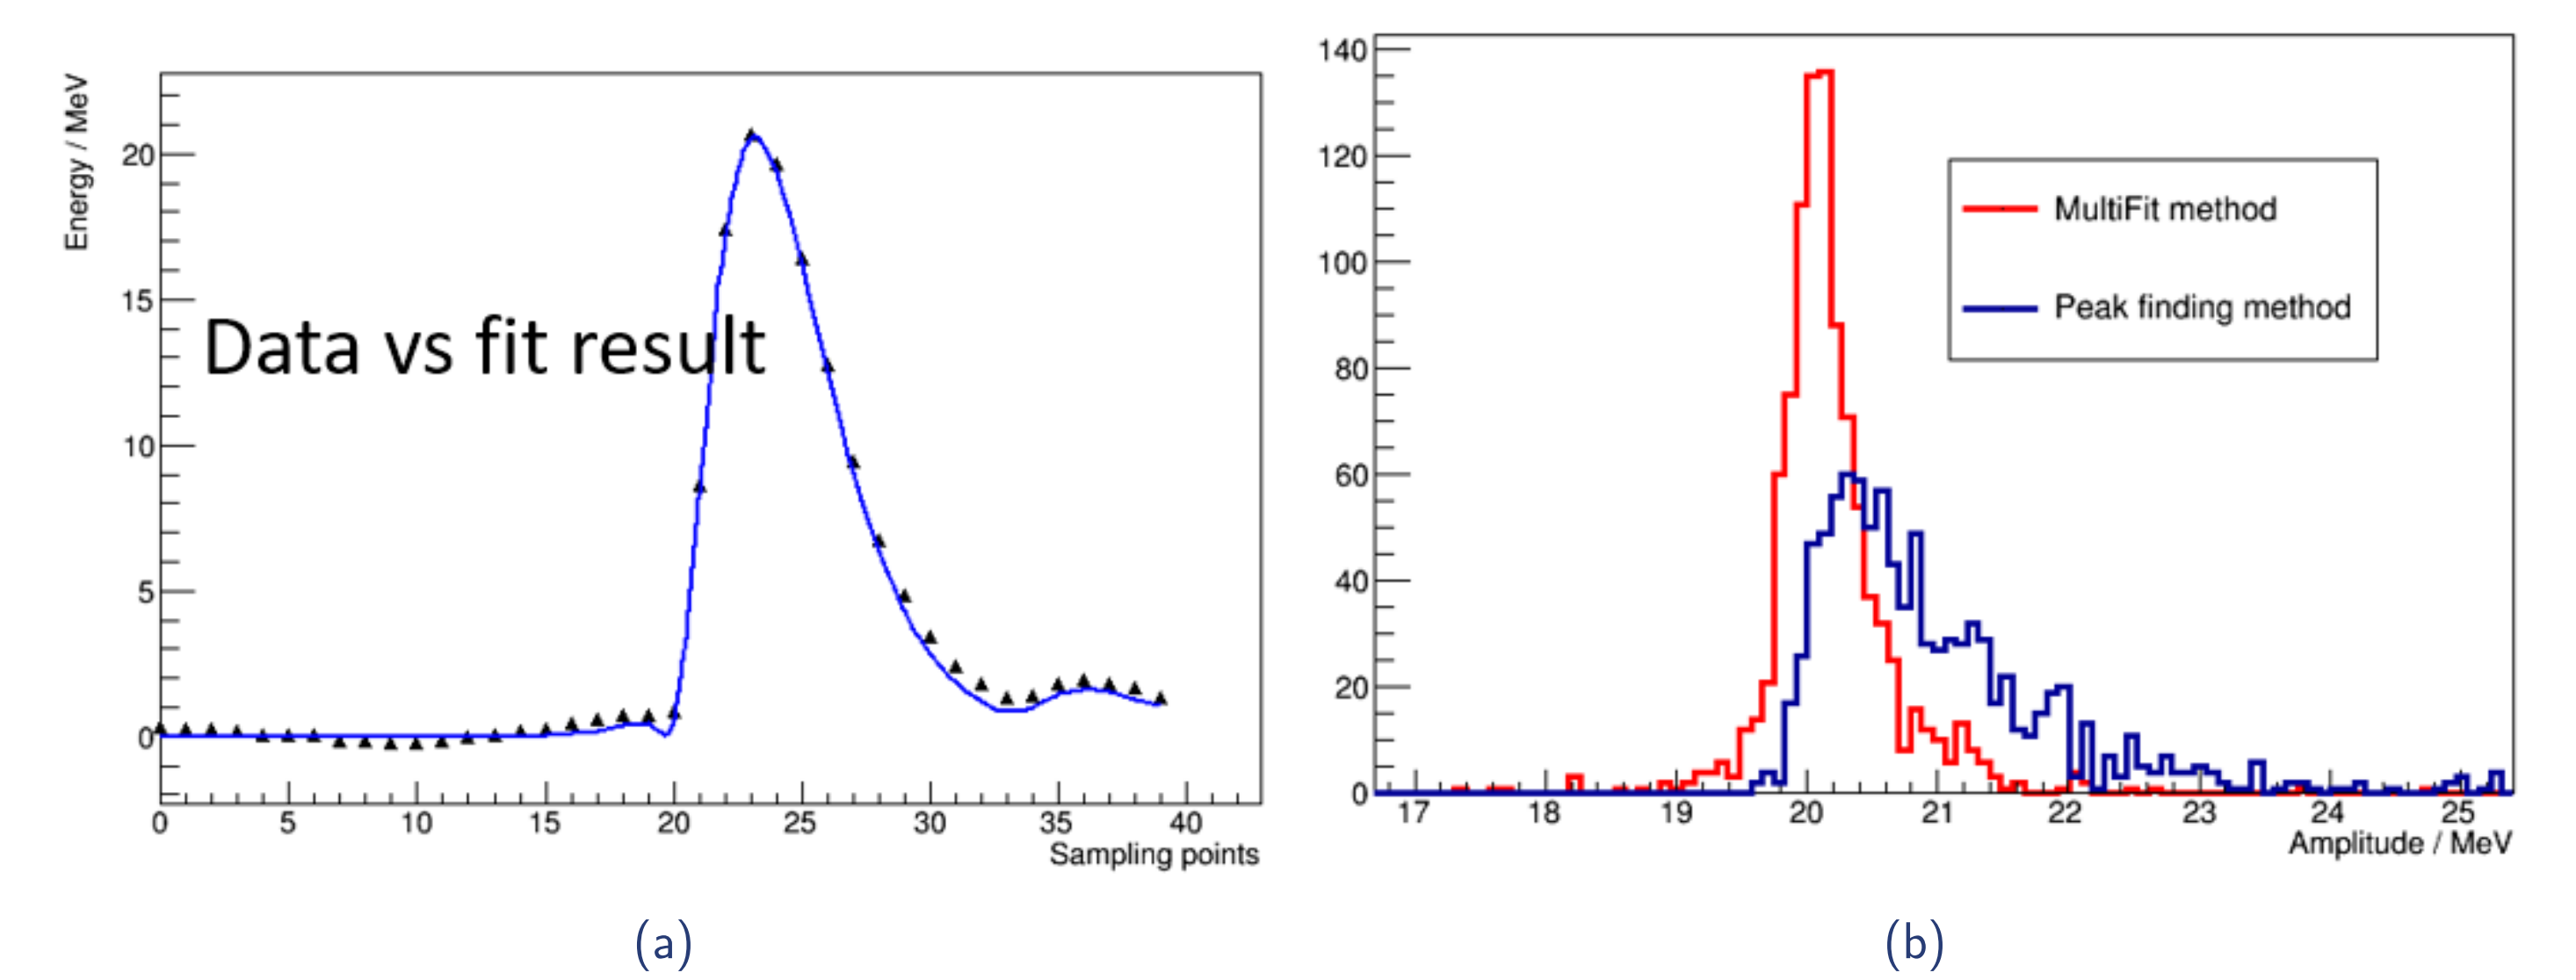 Energy / MeV
20
15
10
5
0
Data vs fit result
0 5 10 15 20 25 30 35 40
Sampling points
(a)
140
120
100
80
60
40
20
0
MultiFit method
Peak finding method
17 18 19 20 21 22 23 24 25
Amplitude / MeV
(b)